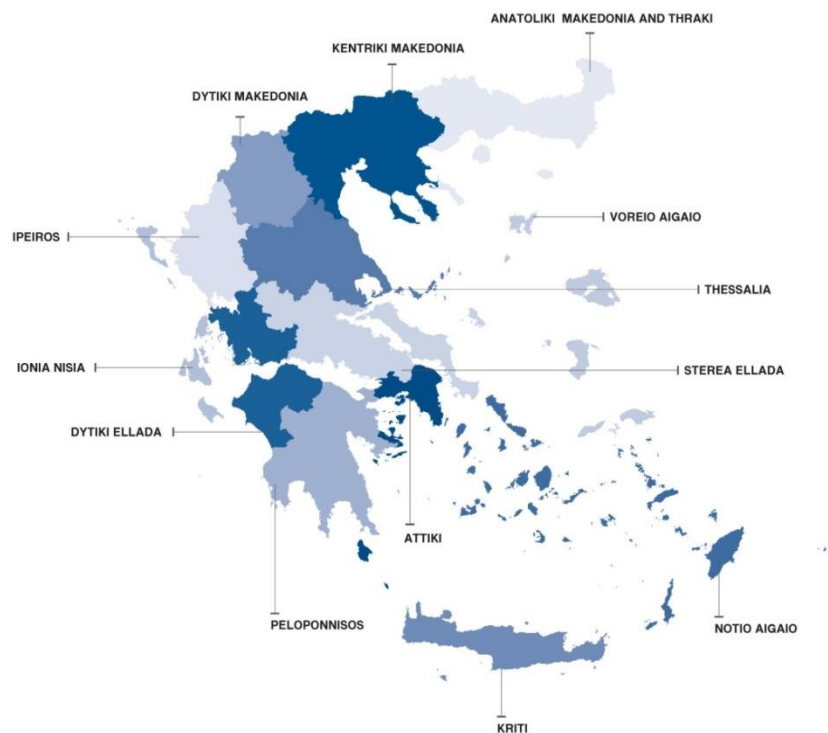 ANATOLIKI MAKEDONIA AND THRAKI
KENTRIKI MAKEDONIA
DYTIKI MAKEDONIA
VOREIO AIGAIO
IPEIROS
THESSALIA
IONIA NISIA
STEREA ELLADA
DYTIKI ELLADA
ATTIKI
PELOPONNISOS
NOTIO AIGAIO
KRITI